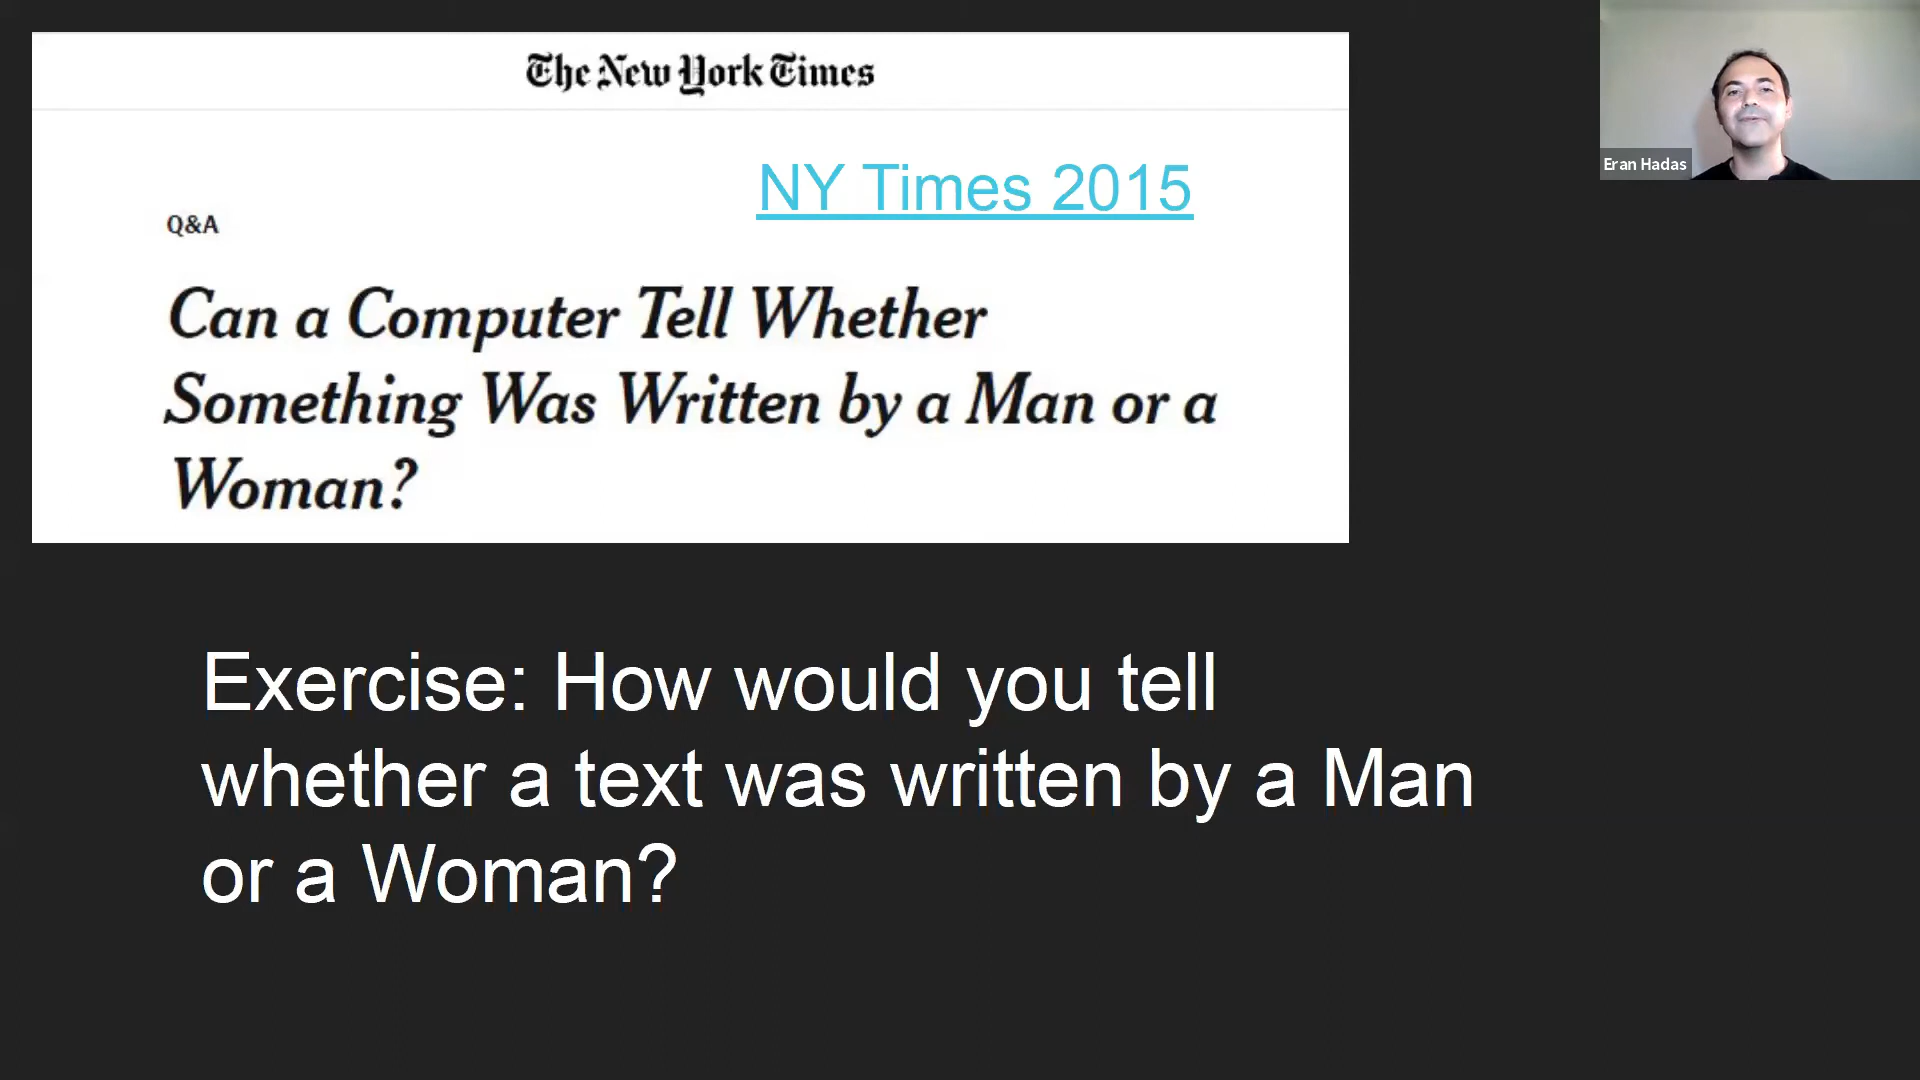 The New York Times
Eran Hadas
NY Times 2015
Q&A
Can a Computer Tell Whether
Something Was Written by a Man or a
Woman?
Exercise: How would you tell
whether a text was written by a Man
or a Woman?